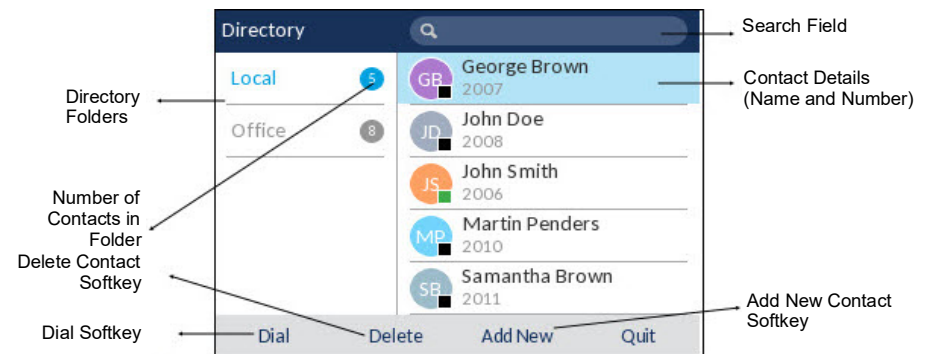 Directory
Search Field
Local
5
GB
George Brown
2007
Contact Details
(Name and Number)
Directory
Folders
Office
8
JD
John Doe
2008
JS
John Smith
2006
Number of
Contacts in
Folder
MP
Martin Penders
2010
Delete Contact
Softkey
SB
Samantha Brown
2011
Add New Contact
Softkey
Dial Softkey
Dial
Delete
Add New
Quit